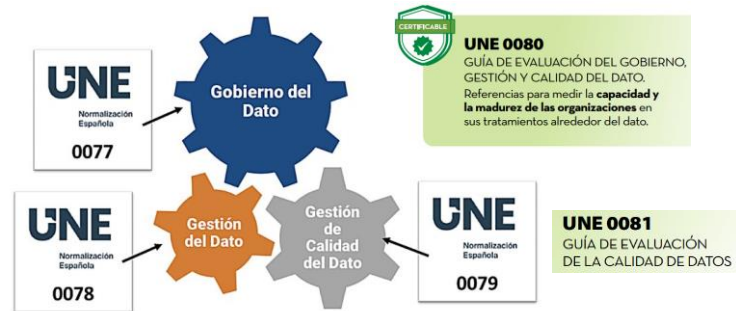 UNE
Normalización
Española
0077
Gobierno del
Dato
CERTIFICABLE
UNE 0080
GUÍA DE EVALUACIÓN DEL GOBIERNO,
GESTIÓN Y CALIDAD DEL DATO.
Referencias para medir la capacidad y
la madurez de las organizaciones en
sus tratamientos alrededor del dato.
UNE
Normalización
Española
0078
Gestión
del Dato
Gestión
de
Calidad
del Dato
UNE
Normalización
Española
0079
UNE 0081
GUÍA DE EVALUACIÓN
DE LA CALIDAD DE DATOS